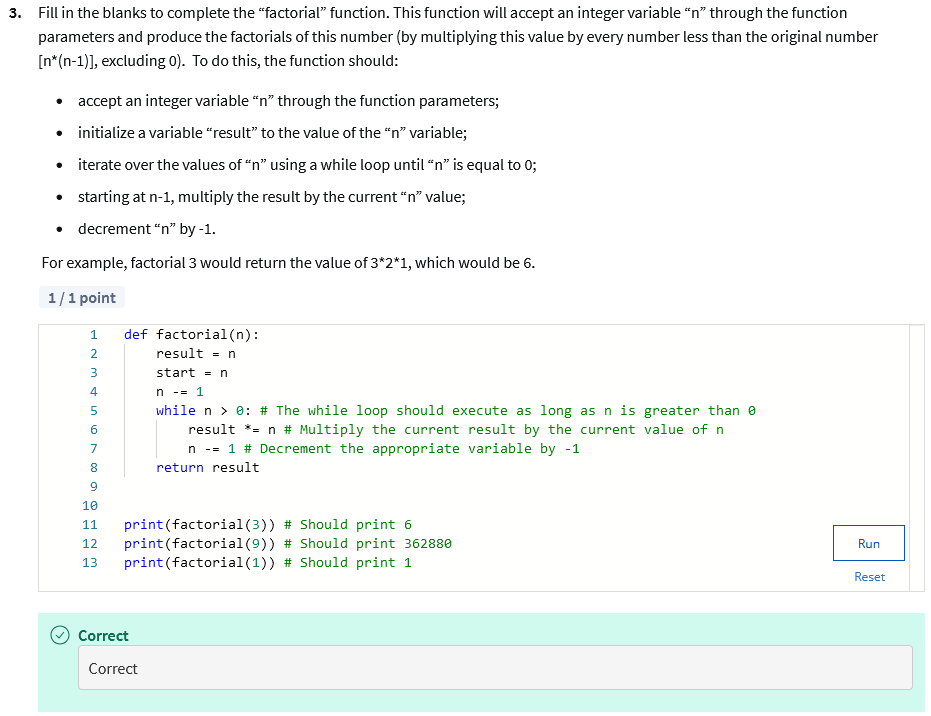 3. Fill in the blanks to complete the “factorial” function. This function will accept an integer variable “n” through the function
parameters and produce the factorials of this number (by multiplying this value by every number less than the original number
[n*(n-1)], excluding 0). To do this, the function should:
• accept an integer variable “n” through the function parameters;
• initialize a variable “result” to the value of the “n” variable;
• iterate over the values of “n” using a while loop until “n” is equal to 0;
• starting at n-1, multiply the result by the current “n” value;
• decrement “n” by -1.
For example, factorial 3 would return the value of 3*2*1, which would be 6.
1 / 1 point
1 def factorial(n):
2     result = n
3     start = n
4     n -= 1
5     while n > 0: # The while loop should execute as long as n is greater than 0
6         result *= n # Multiply the current result by the current value of n
7         n -= 1 # Decrement the appropriate variable by -1
8     return result
9
10
11 print(factorial(3)) # Should print 6
12 print(factorial(9)) # Should print 362880
13 print(factorial(1)) # Should print 1
Run
Reset
Correct
Correct